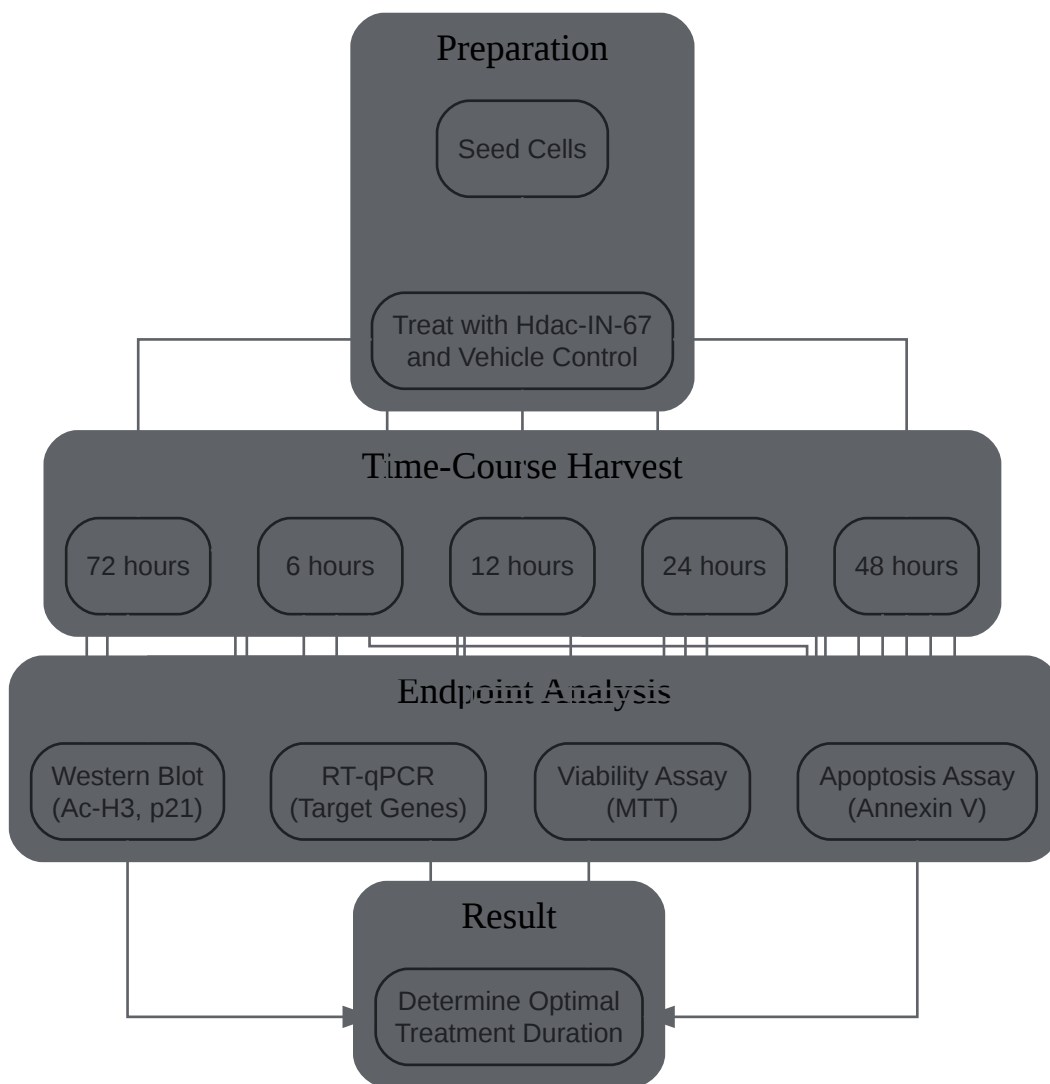 Preparation
Seed Cells
Treat with Hdac-IN-67
and Vehicle Control
Time-Course Harvest
72 hours
6 hours
12 hours
24 hours
48 hours
Endpoint Analysis
Western Blot
(Ac-H3, p21)
RT-qPCR
(Target Genes)
Viability Assay
(MTT)
Apoptosis Assay
(Annexin V)
Result
Determine Optimal
Treatment Duration